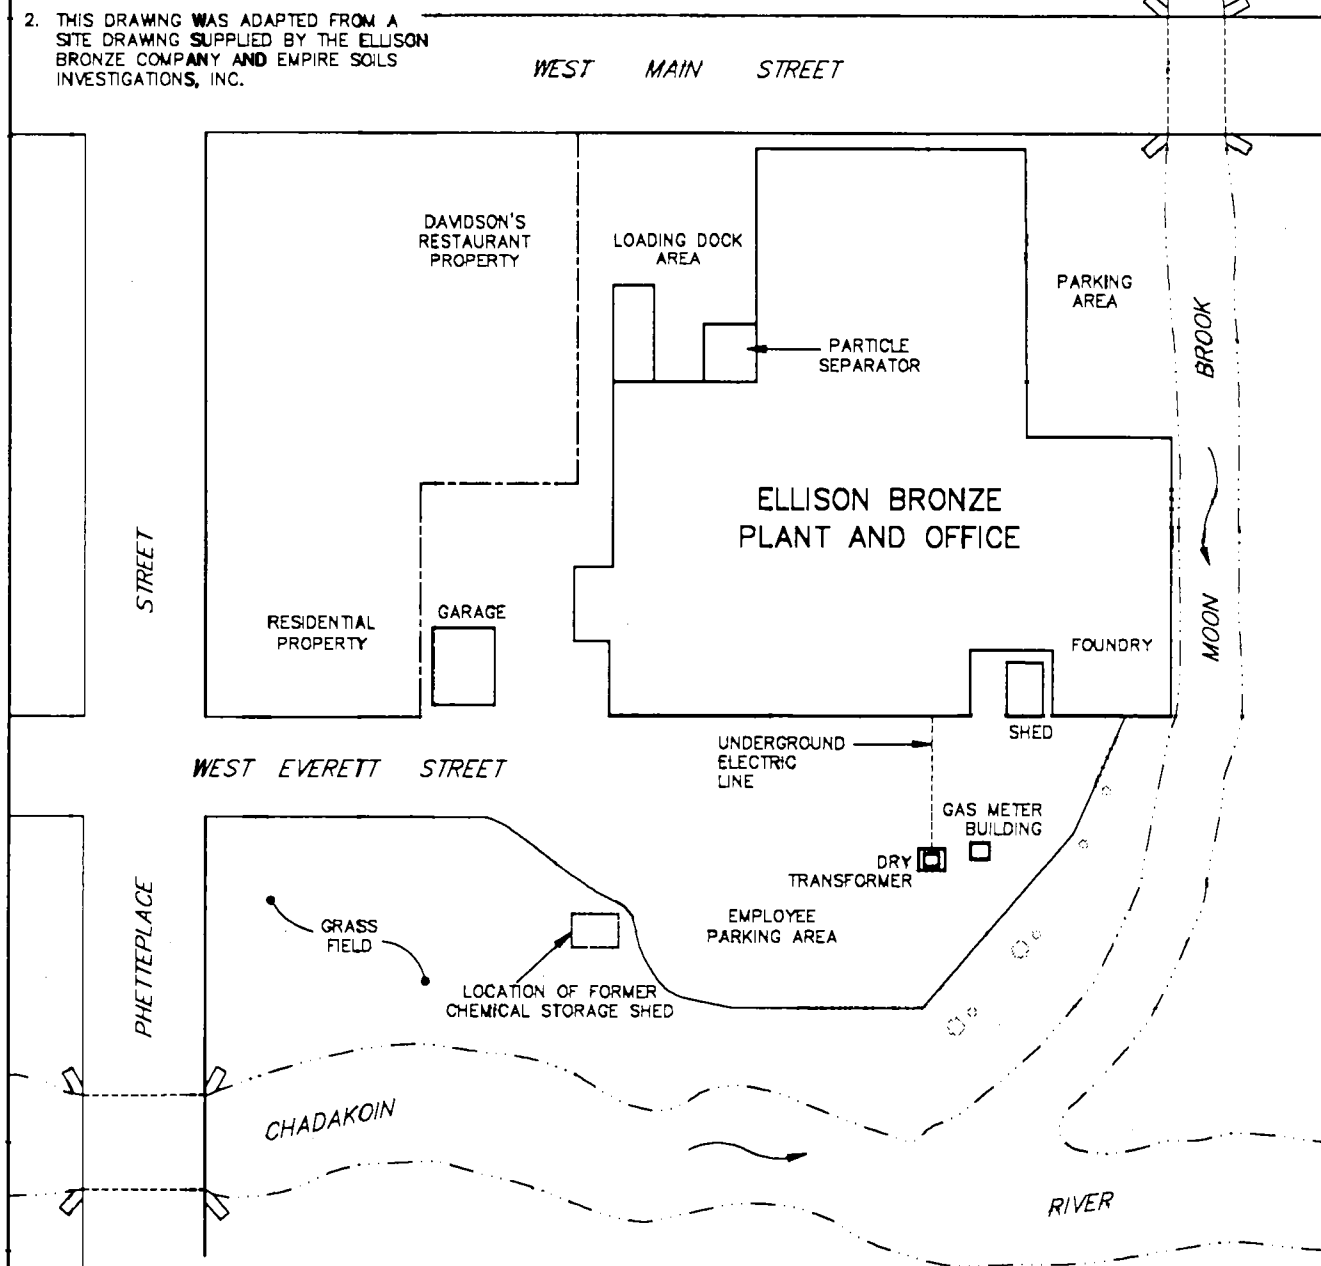 2. THIS DRAWING WAS ADAPTED FROM A
SITE DRAWING SUPPLIED BY THE ELLISON
BRONZE COMPANY AND EMPIRE SOILS
INVESTIGATIONS, INC.
WEST MAIN STREET
DAVIDSON'S
RESTAURANT
PROPERTY
LOADING DOCK
AREA
PARKING
AREA
PARTICLE
SEPARATOR
MOON BROOK
ELLISON BRONZE
PLANT AND OFFICE
PHETTEPLACE STREET
RESIDENTIAL
PROPERTY
GARAGE
FOUNDRY
SHED
UNDERGROUND
ELECTRIC
LINE
WEST EVERETT STREET
GAS METER
BUILDING
DRY
TRANSFORMER
EMPLOYEE
PARKING AREA
GRASS
FIELD
LOCATION OF FORMER
CHEMICAL STORAGE SHED
CHADAKOIN RIVER